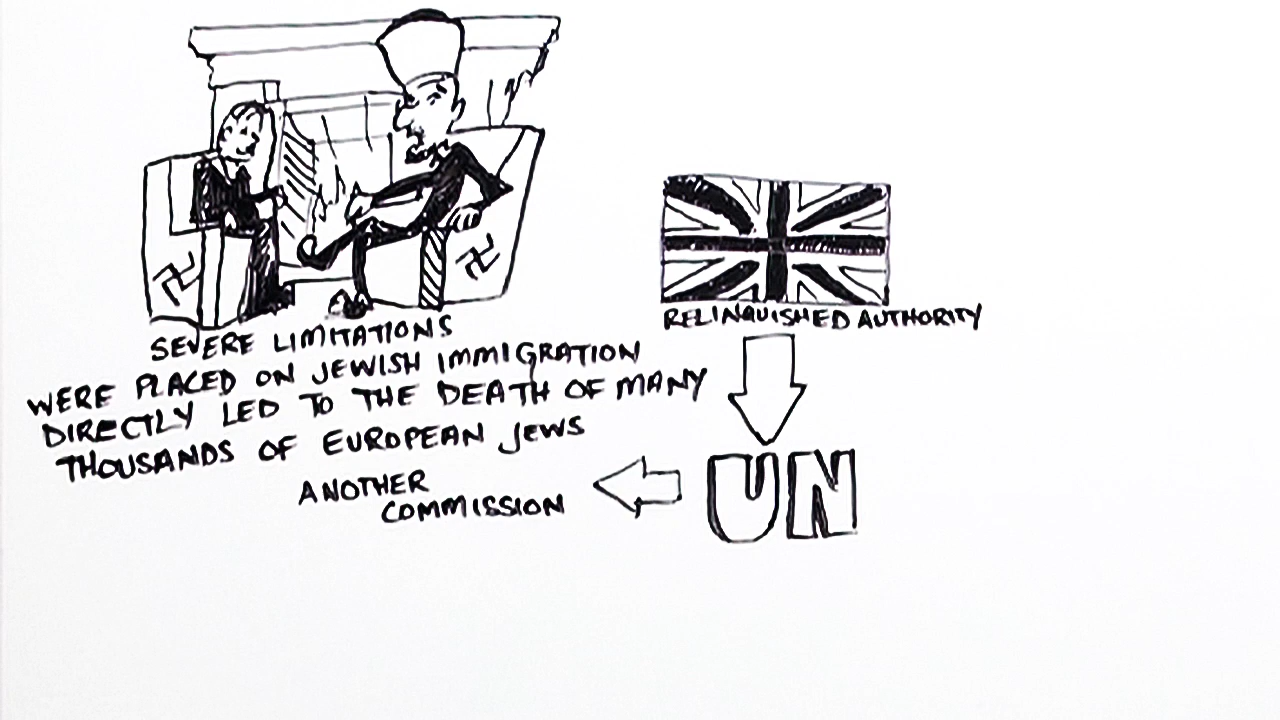 SEVERE LIMITATIONS
WERE PLACED ON JEWISH IMMIGRATION
DIRECTLY LED TO THE DEATH OF MANY
THOUSANDS OF EUROPEAN JEWS
RELINQUISHED AUTHORITY
UN
ANOTHER
COMMISSION